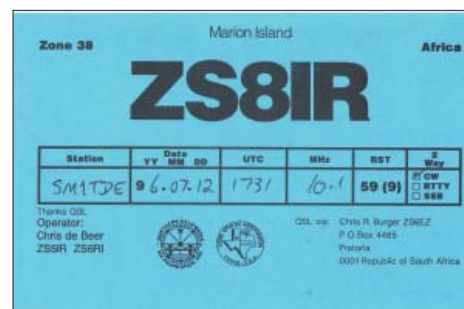 Marion Island
Zone 38 Africa
ZS8IR
Station Date YY MM DD UTC MHz RST 2 Way
SM1TDE 96.07.12 1731 10.1 59 (9) CW
RTTY
SSB
Thanks QSL
Operator:
Chris de Beer
ZS5IR ZS6RI
QSL via: Chris R. Burger ZS6EZ
P O Box 4485
Pretoria
0001 Republic of South Africa